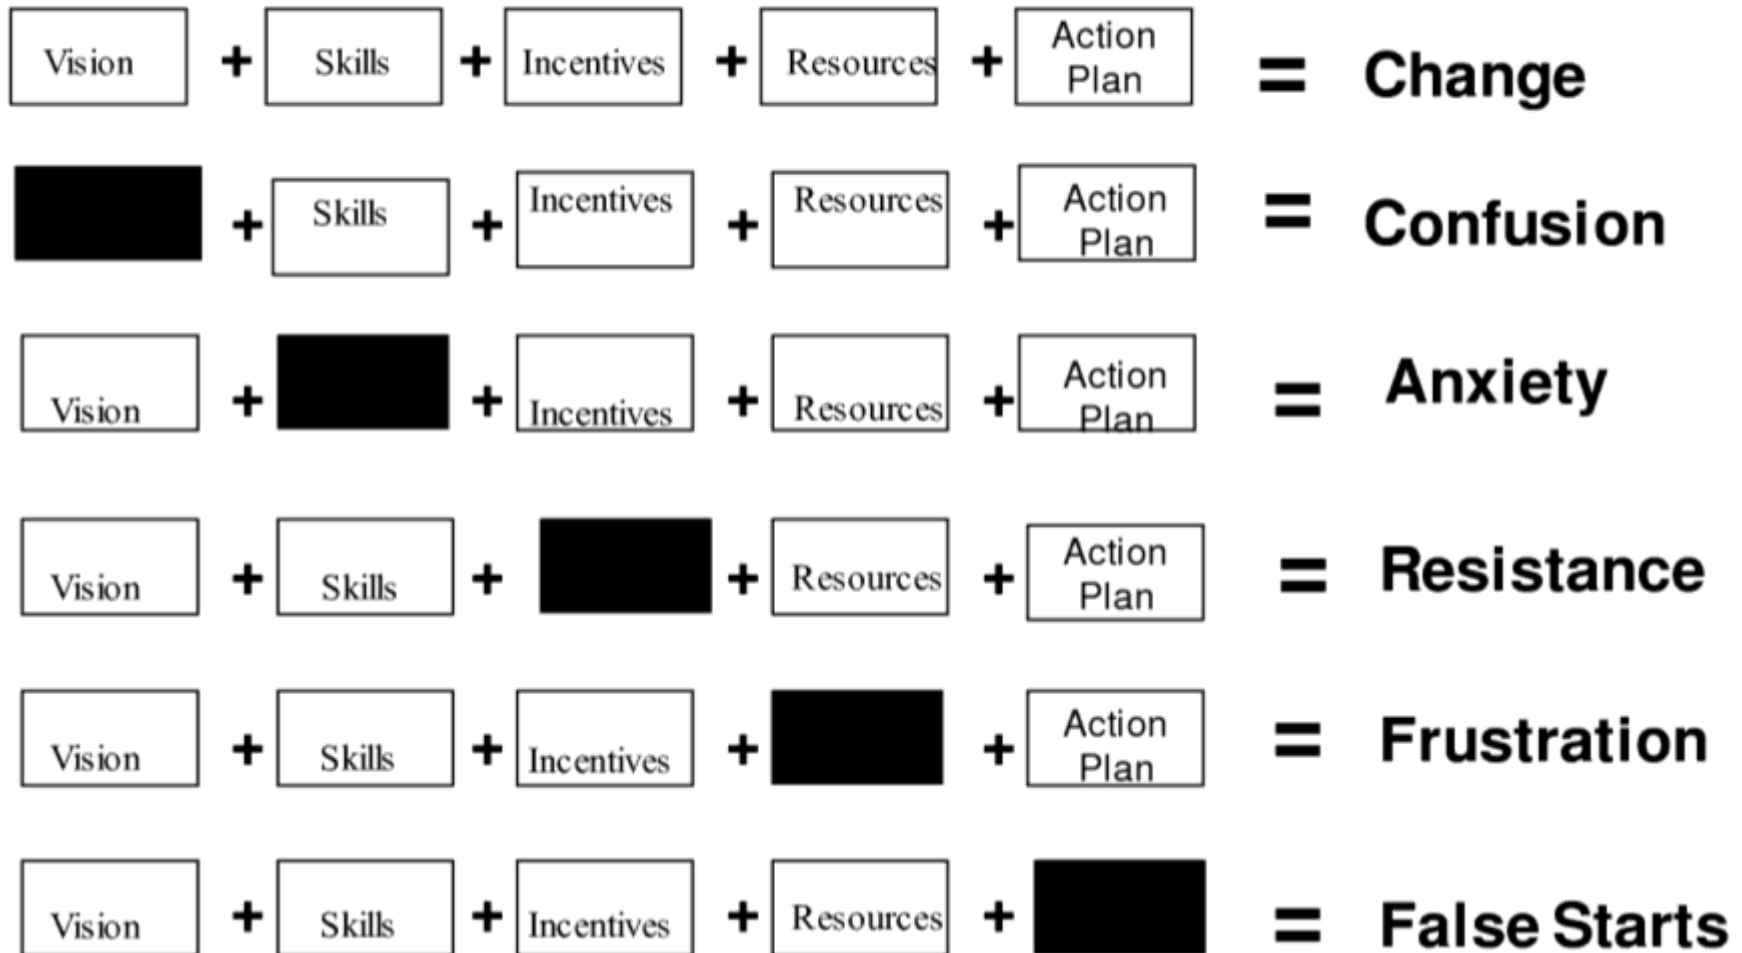 Vision + Skills + Incentives + Resources + Action Plan = Change
+ Skills + Incentives + Resources + Action Plan = Confusion
Vision + + Incentives + Resources + Action Plan = Anxiety
Vision + Skills + + Resources + Action Plan = Resistance
Vision + Skills + Incentives + + Action Plan = Frustration
Vision + Skills + Incentives + Resources + = False Starts